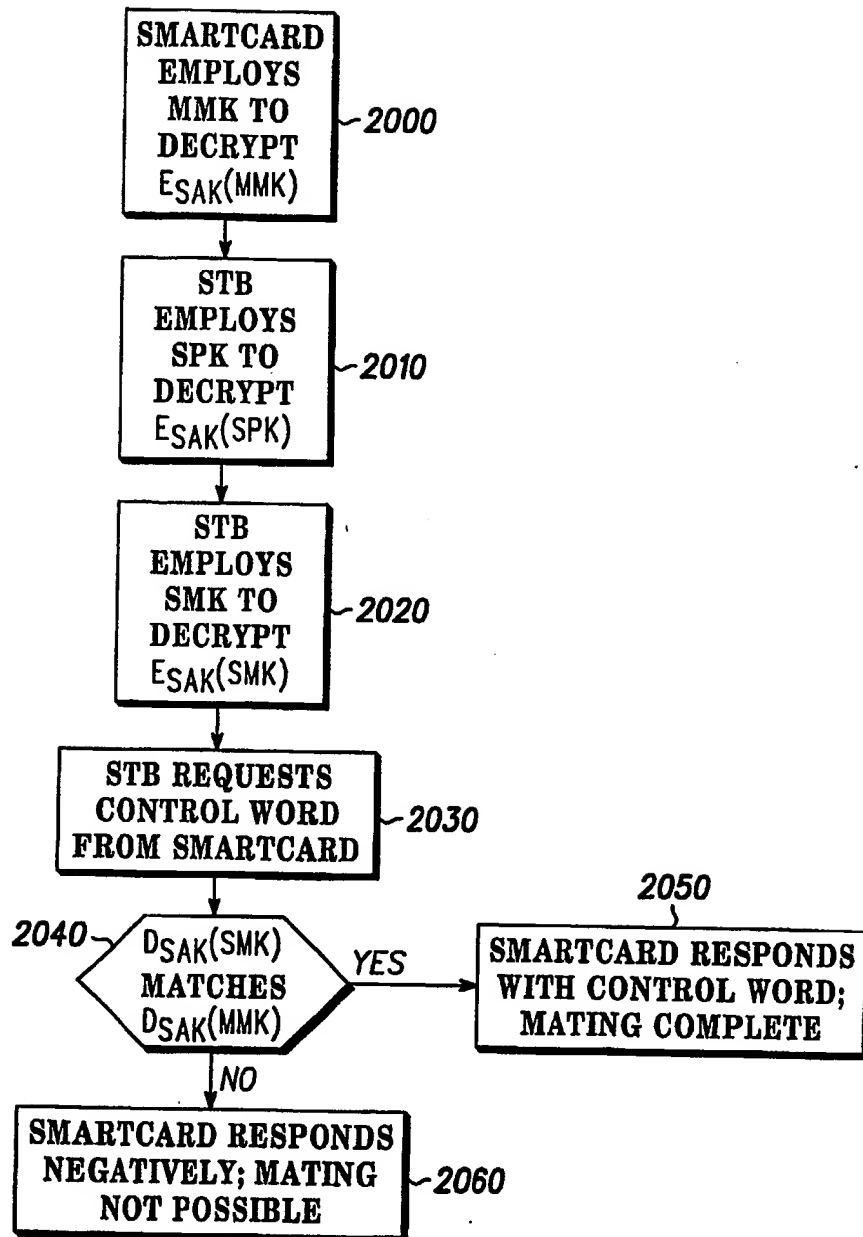 SMARTCARD
EMPLOYS
MMK TO
DECRYPT
ESAK(MMK)
2000
STB
EMPLOYS
SPK TO
DECRYPT
ESAK(SPK)
2010
STB
EMPLOYS
SMK TO
DECRYPT
ESAK(SMK)
2020
STB REQUESTS
CONTROL WORD
FROM SMARTCARD
2030
2040
DSAK(SMK)
MATCHES
DSAK(MMK)
YES
2050
SMARTCARD RESPONDS
WITH CONTROL WORD;
MATING COMPLETE
NO
SMARTCARD RESPONDS
NEGATIVELY; MATING
NOT POSSIBLE
2060